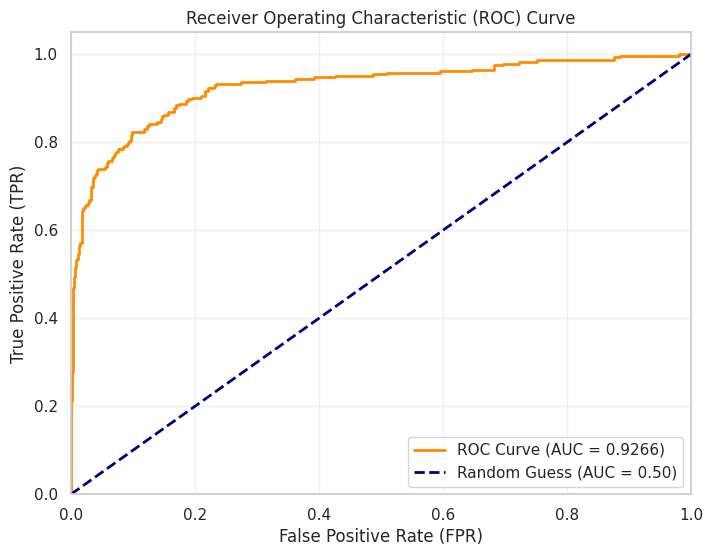 Receiver Operating Characteristic (ROC) Curve
1.0
0.8
0.6
0.4
0.2
0.0
True Positive Rate (TPR)
ROC Curve (AUC = 0.9266)
Random Guess (AUC = 0.50)
0.0 0.2 0.4 0.6 0.8 1.0
False Positive Rate (FPR)